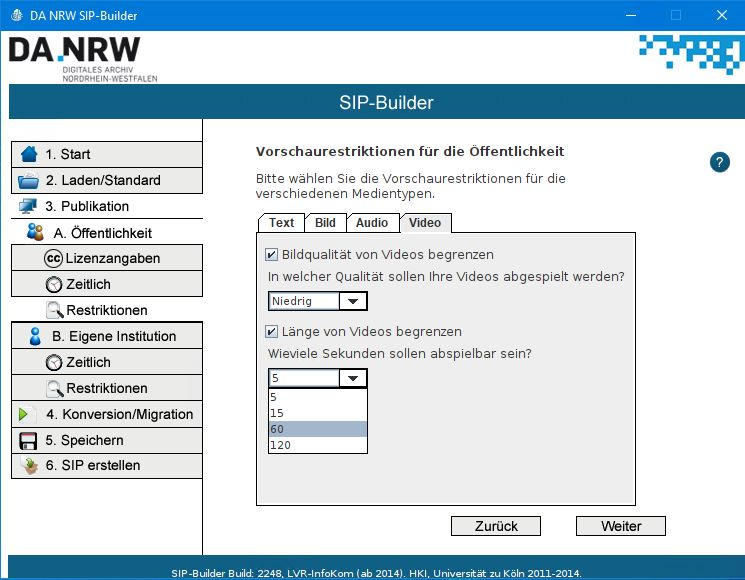 DA NRW SIP-Builder
DA.NRW
DIGITALES ARCHIV
NORDRHEIN-WESTFALEN
SIP-Builder
1. Start
2. Laden/Standard
3. Publikation
A. Öffentlichkeit
cc Lizenzangaben
Zeitlich
Restriktionen
B. Eigene Institution
Zeitlich
Restriktionen
4. Konversion/Migration
5. Speichern
6. SIP erstellen
Vorschaurestriktionen für die Öffentlichkeit
?
Bitte wählen Sie die Vorschaurestriktionen für die
verschiedenen Medientypen.
Text Bild Audio Video
Bildqualität von Videos begrenzen
In welcher Qualität sollen Ihre Videos abgespielt werden?
Niedrig
Länge von Videos begrenzen
Wieviele Sekunden sollen abspielbar sein?
5
5
15
60
120
Zurück Weiter
SIP-Builder Build: 2248, LVR-InfoKom (ab 2014). HKI, Universität zu Köln 2011-2014.